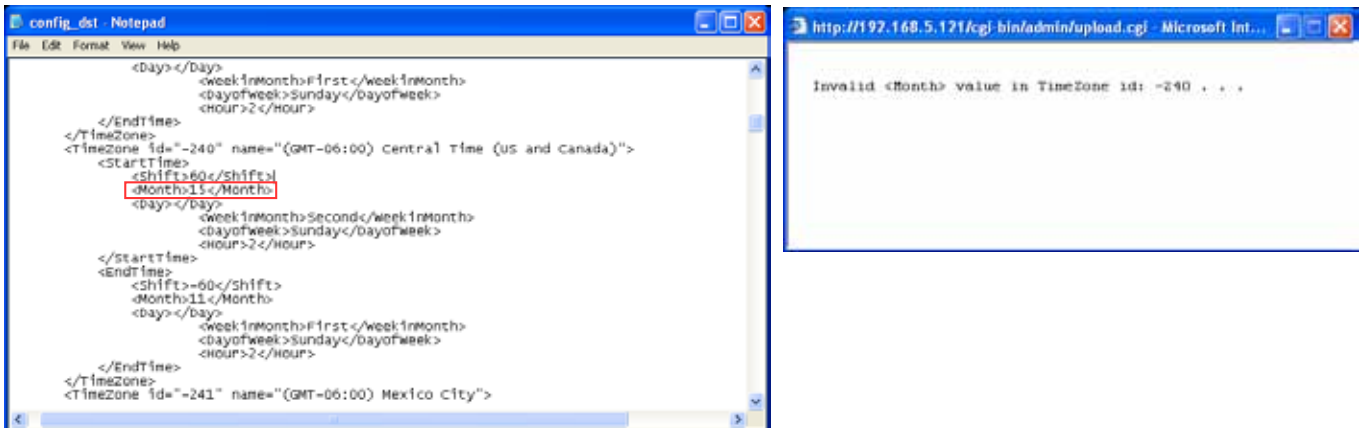 config_dst - Notepad
File Edit Format View Help
<Day></Day>
<WeekinMonth>First</WeekinMonth>
<DayofWeek>Sunday</DayofWeek>
<Hour>2</Hour>
</EndTime>
</TimeZone>
<TimeZone id="-240" name="(GMT-06:00) Central Time (US and Canada)">
<StartTime>
<Shift>60</Shift>
<Month>15</Month>
<Day></Day>
<WeekinMonth>Second</WeekinMonth>
<DayofWeek>Sunday</DayofWeek>
<Hour>2</Hour>
</StartTime>
<EndTime>
<Shift>-60</Shift>
<Month>11</Month>
<Day></Day>
<WeekinMonth>First</WeekinMonth>
<DayofWeek>Sunday</DayofWeek>
<Hour>2</Hour>
</EndTime>
</TimeZone>
<TimeZone id="-241" name="(GMT-06:00) Mexico City">
http://192.168.5.121/cgi-bin/admin/upload.cgi - Microsoft Int...
Invalid <Month> value in TimeZone id: -240 . . .